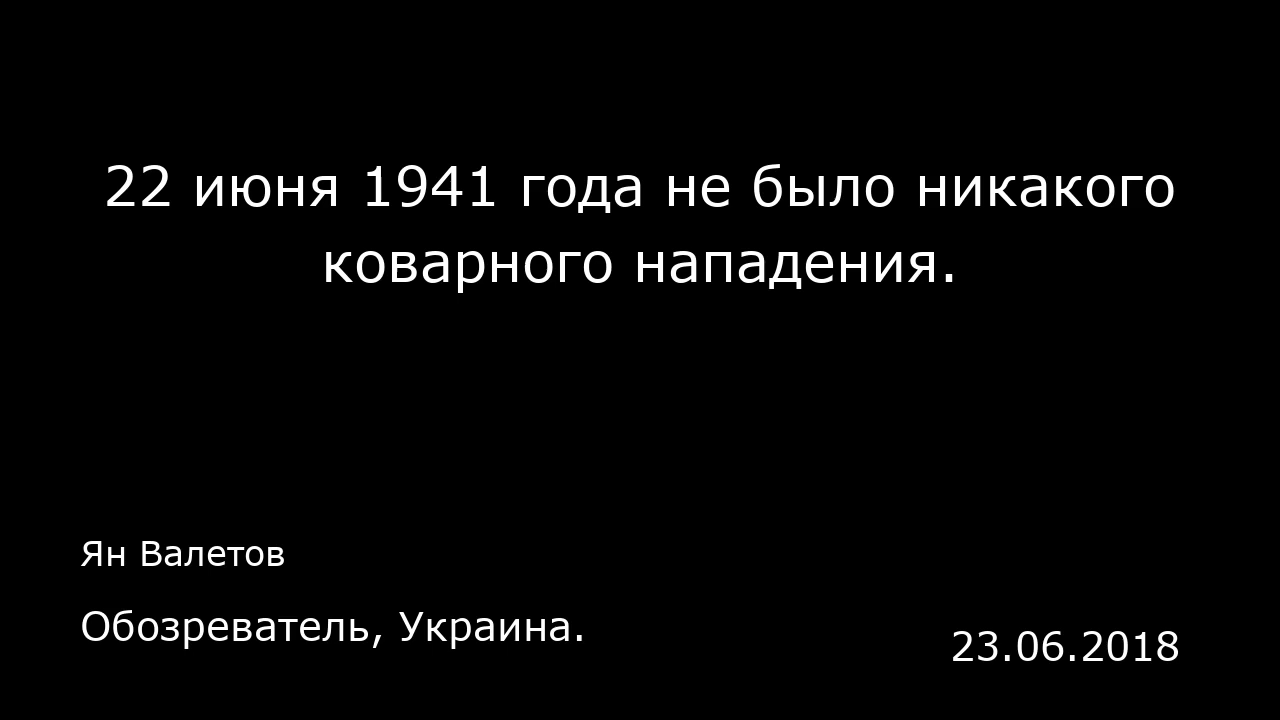 22 июня 1941 года не было никакого
коварного нападения.
Ян Валетов
Обозреватель, Украина.
23.06.2018